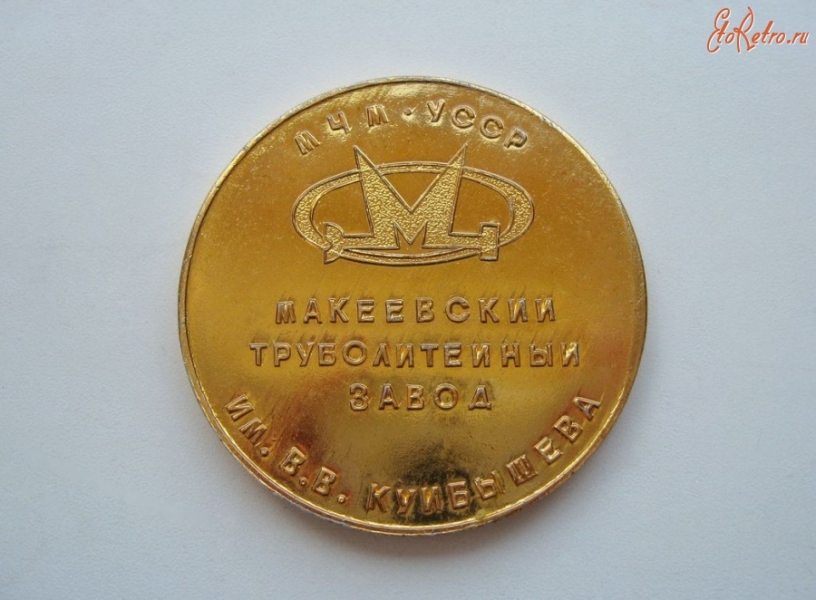 EtoRetro.ru
МЧМ · УССР
МАКЕЕВСКИЙ
ТРУБОЛИТЕЙНЫЙ
ЗАВОД
ИМ. В.В. КУЙБЫШЕВА